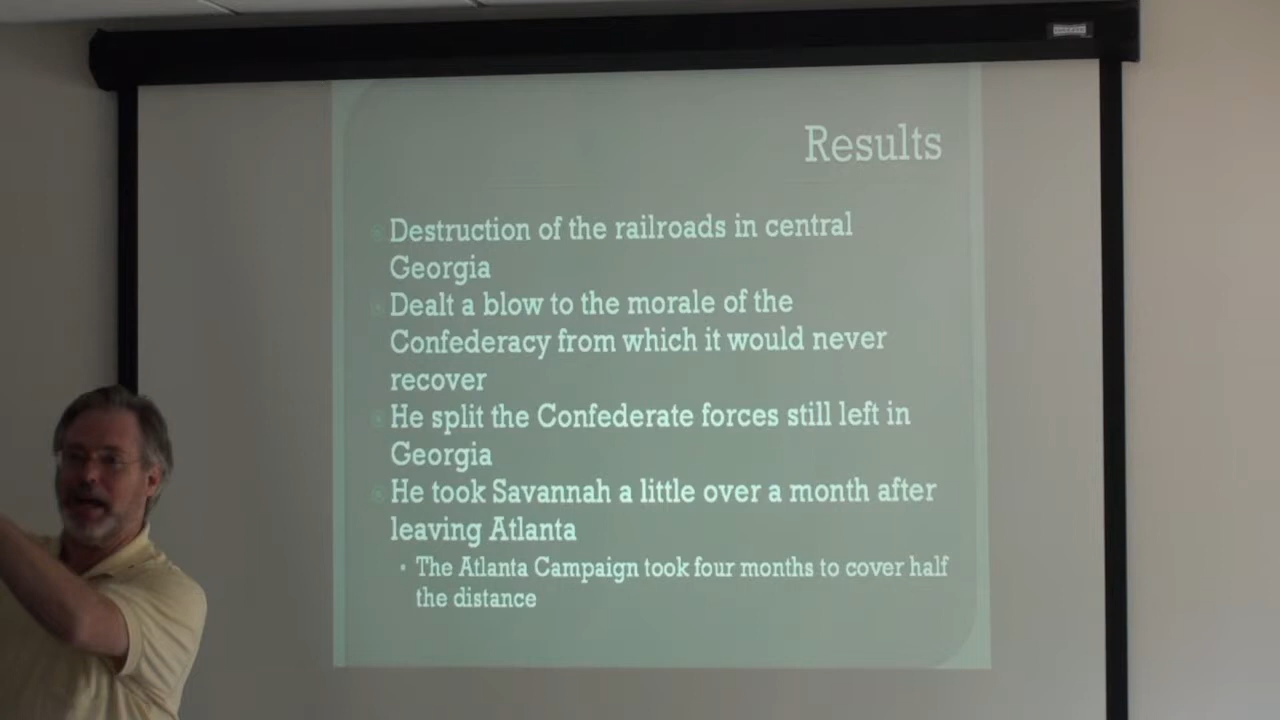 Results
Destruction of the railroads in central
Georgia
Dealt a blow to the morale of the
Confederacy from which it would never
recover
He split the Confederate forces still left in
Georgia
He took Savannah a little over a month after
leaving Atlanta
• The Atlanta Campaign took four months to cover half
the distance